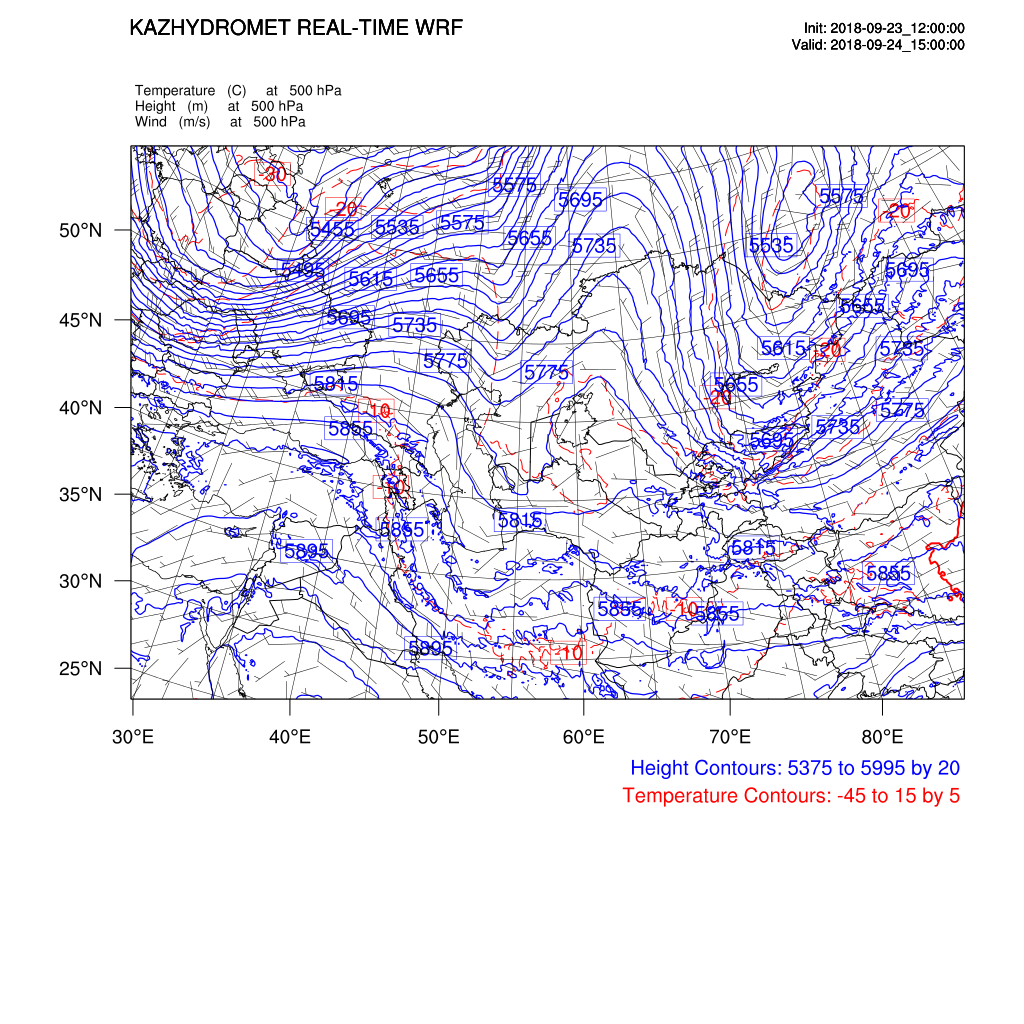 KAZHYDROMET REAL-TIME WRF
Init: 2018-09-23_12:00:00
Valid: 2018-09-24_15:00:00
Temperature (C) at 500 hPa
Height (m) at 500 hPa
Wind (m/s) at 500 hPa
-30
5575
5695
5575
-20
-20
5455
5535
5575
5655
5735
5535
5495
5615
5655
5695
5655
5695
5735
5615
-20
5735
5775
5775
5815
5655
-20
-10
5775
5855
5735
5695
-10
5815
5855
5895
5815
5855
5855
-10
5855
5895
-10
50°N
45°N
40°N
35°N
30°N
25°N
30°E
40°E
50°E
60°E
70°E
80°E
Height Contours: 5375 to 5995 by 20
Temperature Contours: -45 to 15 by 5